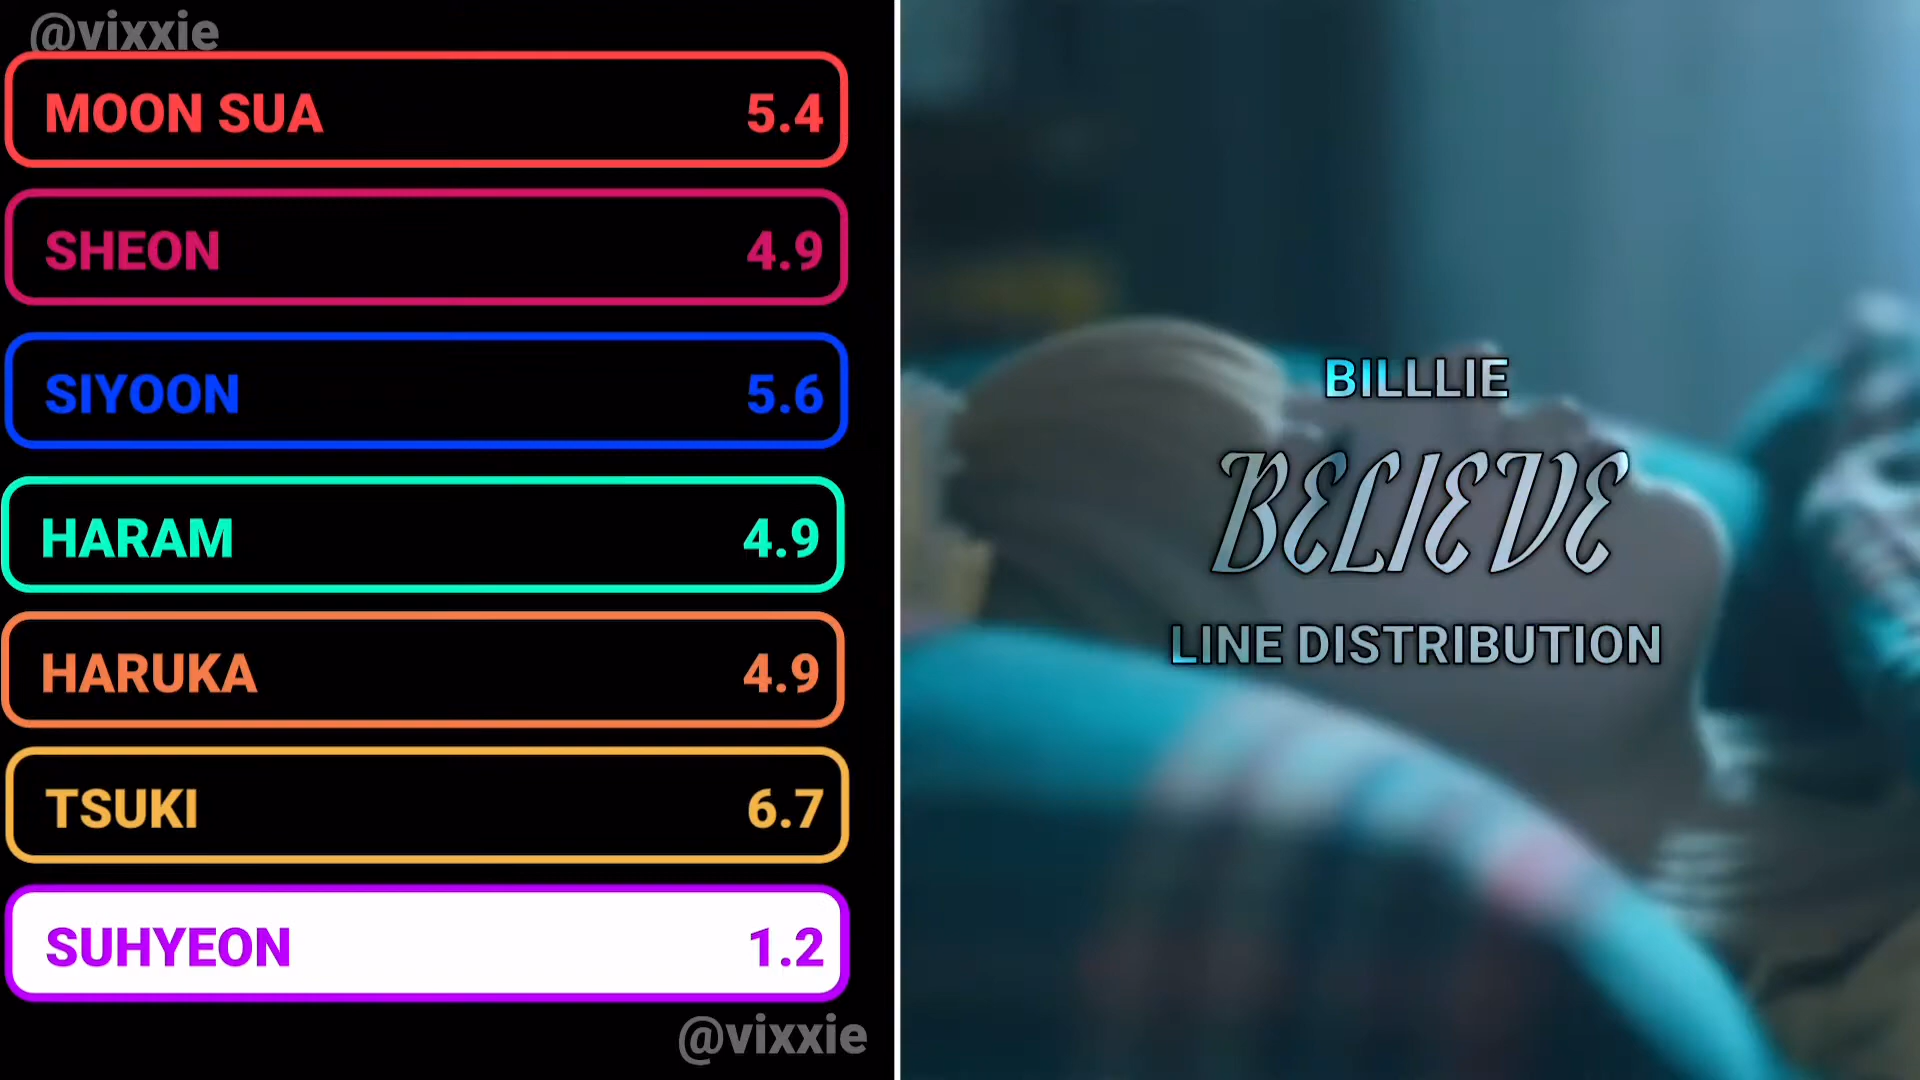 @vixxie
MOON SUA 5.4
SHEON 4.9
SIYOON 5.6
HARAM 4.9
HARUKA 4.9
TSUKI 6.7
SUHYEON 1.2
@vixxie
BILLLIE
BELIEVE
LINE DISTRIBUTION